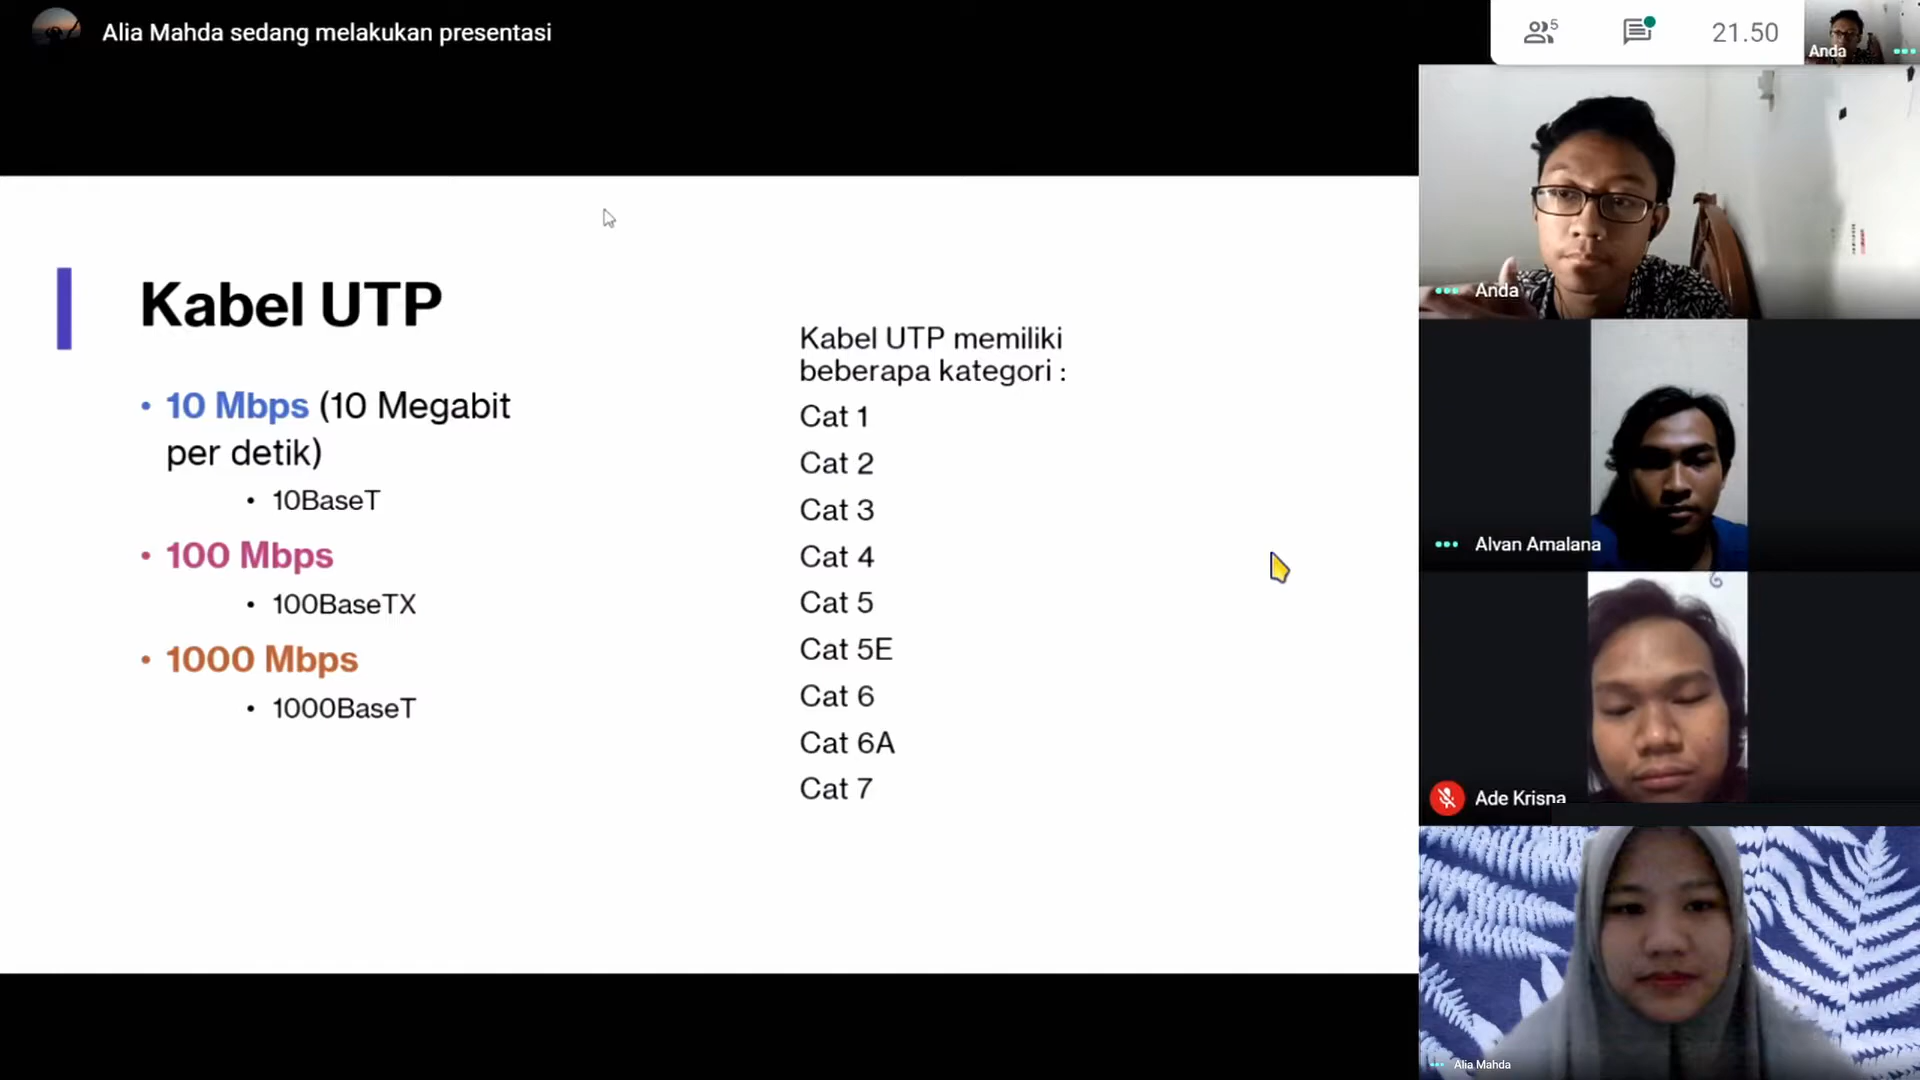 Alia Mahda sedang melakukan presentasi
5
21.50
Anda
Kabel UTP
• 10 Mbps (10 Megabit
per detik)
• 10BaseT
• 100 Mbps
• 100BaseTX
• 1000 Mbps
• 1000BaseT
Kabel UTP memiliki
beberapa kategori :
Cat 1
Cat 2
Cat 3
Cat 4
Cat 5
Cat 5E
Cat 6
Cat 6A
Cat 7
Anda
Alvan Amalana
Ade Krisna
Alia Mahda